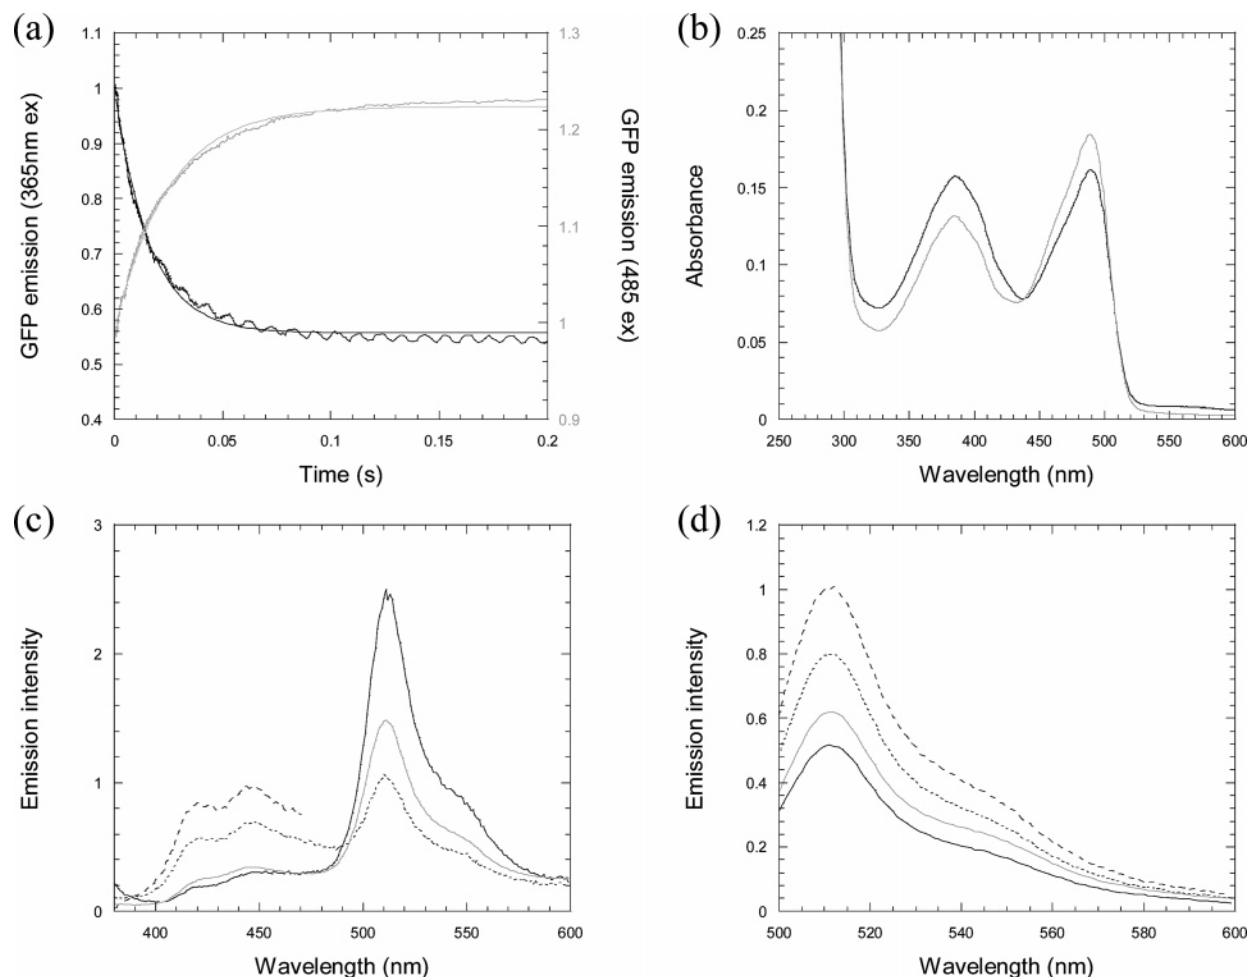 (a)
GFP emission (365nm ex)
1.1
1
0.9
0.8
0.7
0.6
0.5
0.4
0
0.05
0.1
0.15
0.2
Time (s)
1.3
1.2
1.1
1
0.9
GFP emission (485 ex)
(b)
Absorbance
0.25
0.2
0.15
0.1
0.05
0
250 300 350 400 450 500 550 600
Wavelength (nm)
(c)
Emission intensity
3
2
1
0
400 450 500 550 600
Wavelength (nm)
(d)
Emission intensity
1.2
1
0.8
0.6
0.4
0.2
0
500 520 540 560 580 600
Wavelength (nm)